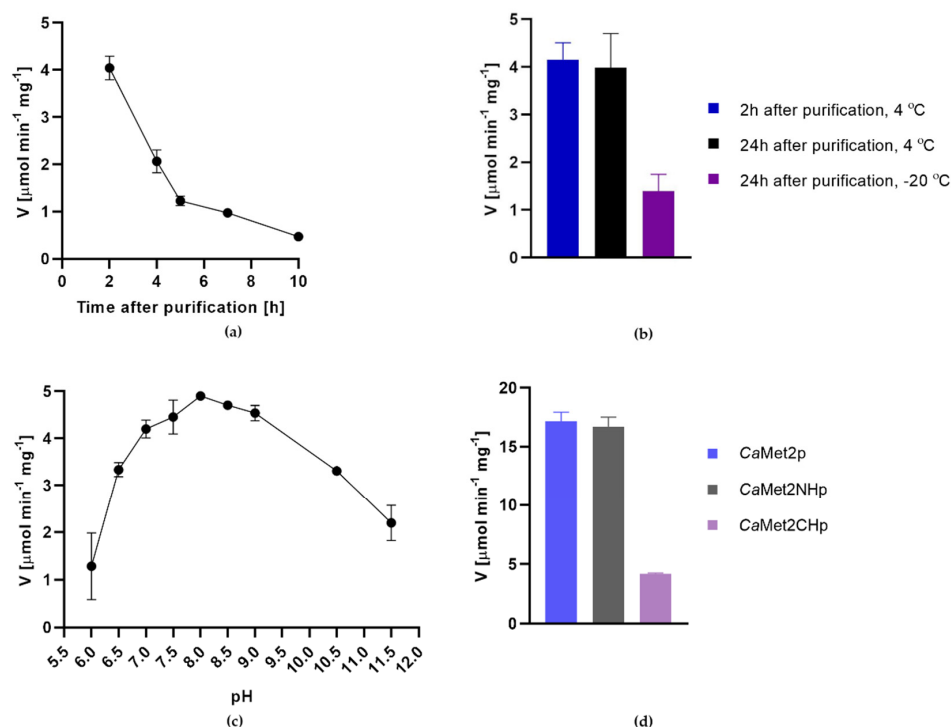 V [µmol min⁻¹ mg⁻¹]
5
4
3
2
1
0
0 2 4 6 8 10
Time after purification [h]
(a)
V [µmol min⁻¹ mg⁻¹]
5
4
3
2
1
0
2h after purification, 4 °C
24h after purification, 4 °C
24h after purification, -20 °C
(b)
V [µmol min⁻¹ mg⁻¹]
5
4
3
2
1
0
5.5 6.0 6.5 7.0 7.5 8.0 8.5 9.0 9.5 10.0 10.5 11.0 11.5 12.0
pH
(c)
V [µmol min⁻¹ mg⁻¹]
20
15
10
5
0
CaMet2p
CaMet2NHp
CaMet2CHp
(d)